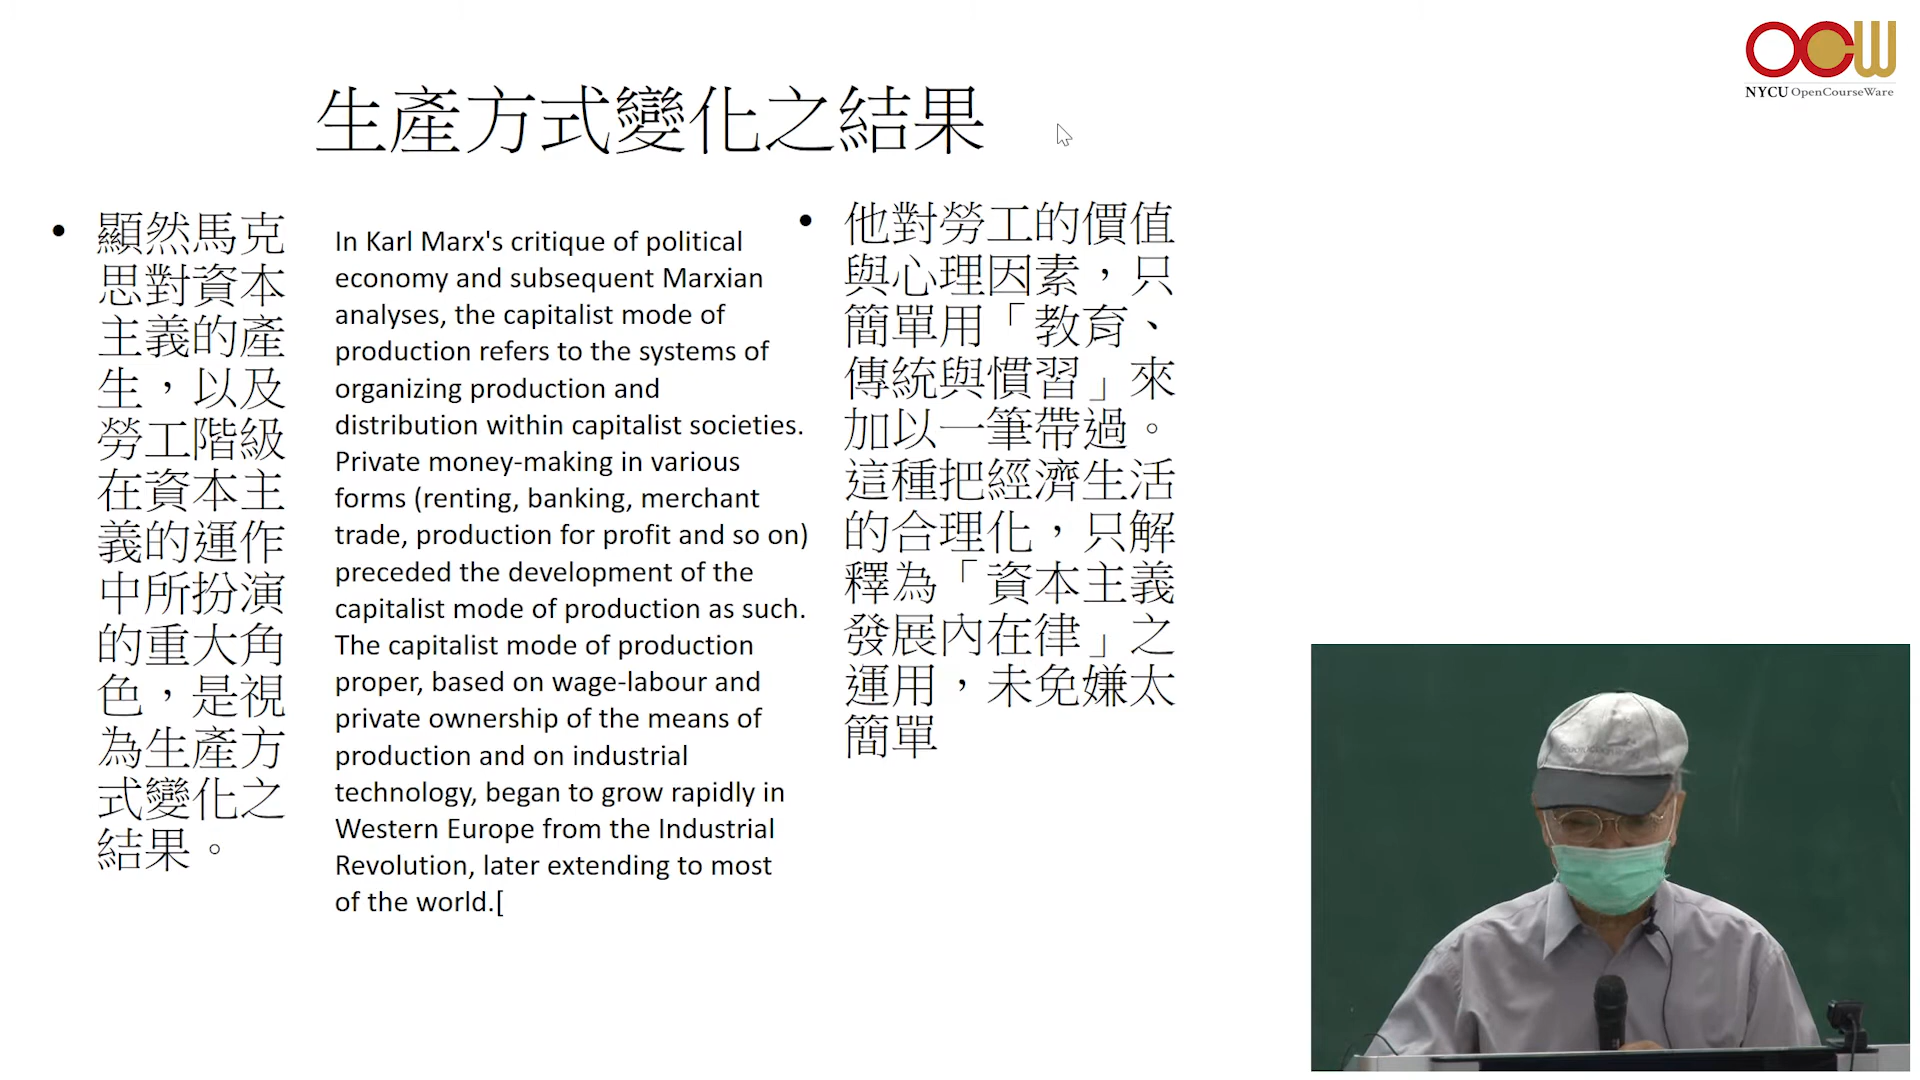 OCW
NYCU OpenCourseWare
生產方式變化之結果
• 顯然馬克
思對資本
主義的產
生，以及
勞工階級
在資本主
義的運作
中所扮演
的重大角
色，是視
為生產方
式變化之
結果。
In Karl Marx's critique of political
economy and subsequent Marxian
analyses, the capitalist mode of
production refers to the systems of
organizing production and
distribution within capitalist societies.
Private money-making in various
forms (renting, banking, merchant
trade, production for profit and so on)
preceded the development of the
capitalist mode of production as such.
The capitalist mode of production
proper, based on wage-labour and
private ownership of the means of
production and on industrial
technology, began to grow rapidly in
Western Europe from the Industrial
Revolution, later extending to most
of the world.[
• 他對勞工的價值
與心理因素，只
簡單用「教育、
傳統與慣習」來
加以一筆帶過。
這種把經濟生活
的合理化，只解
釋為「資本主義
發展內在律」之
運用，未免嫌太
簡單